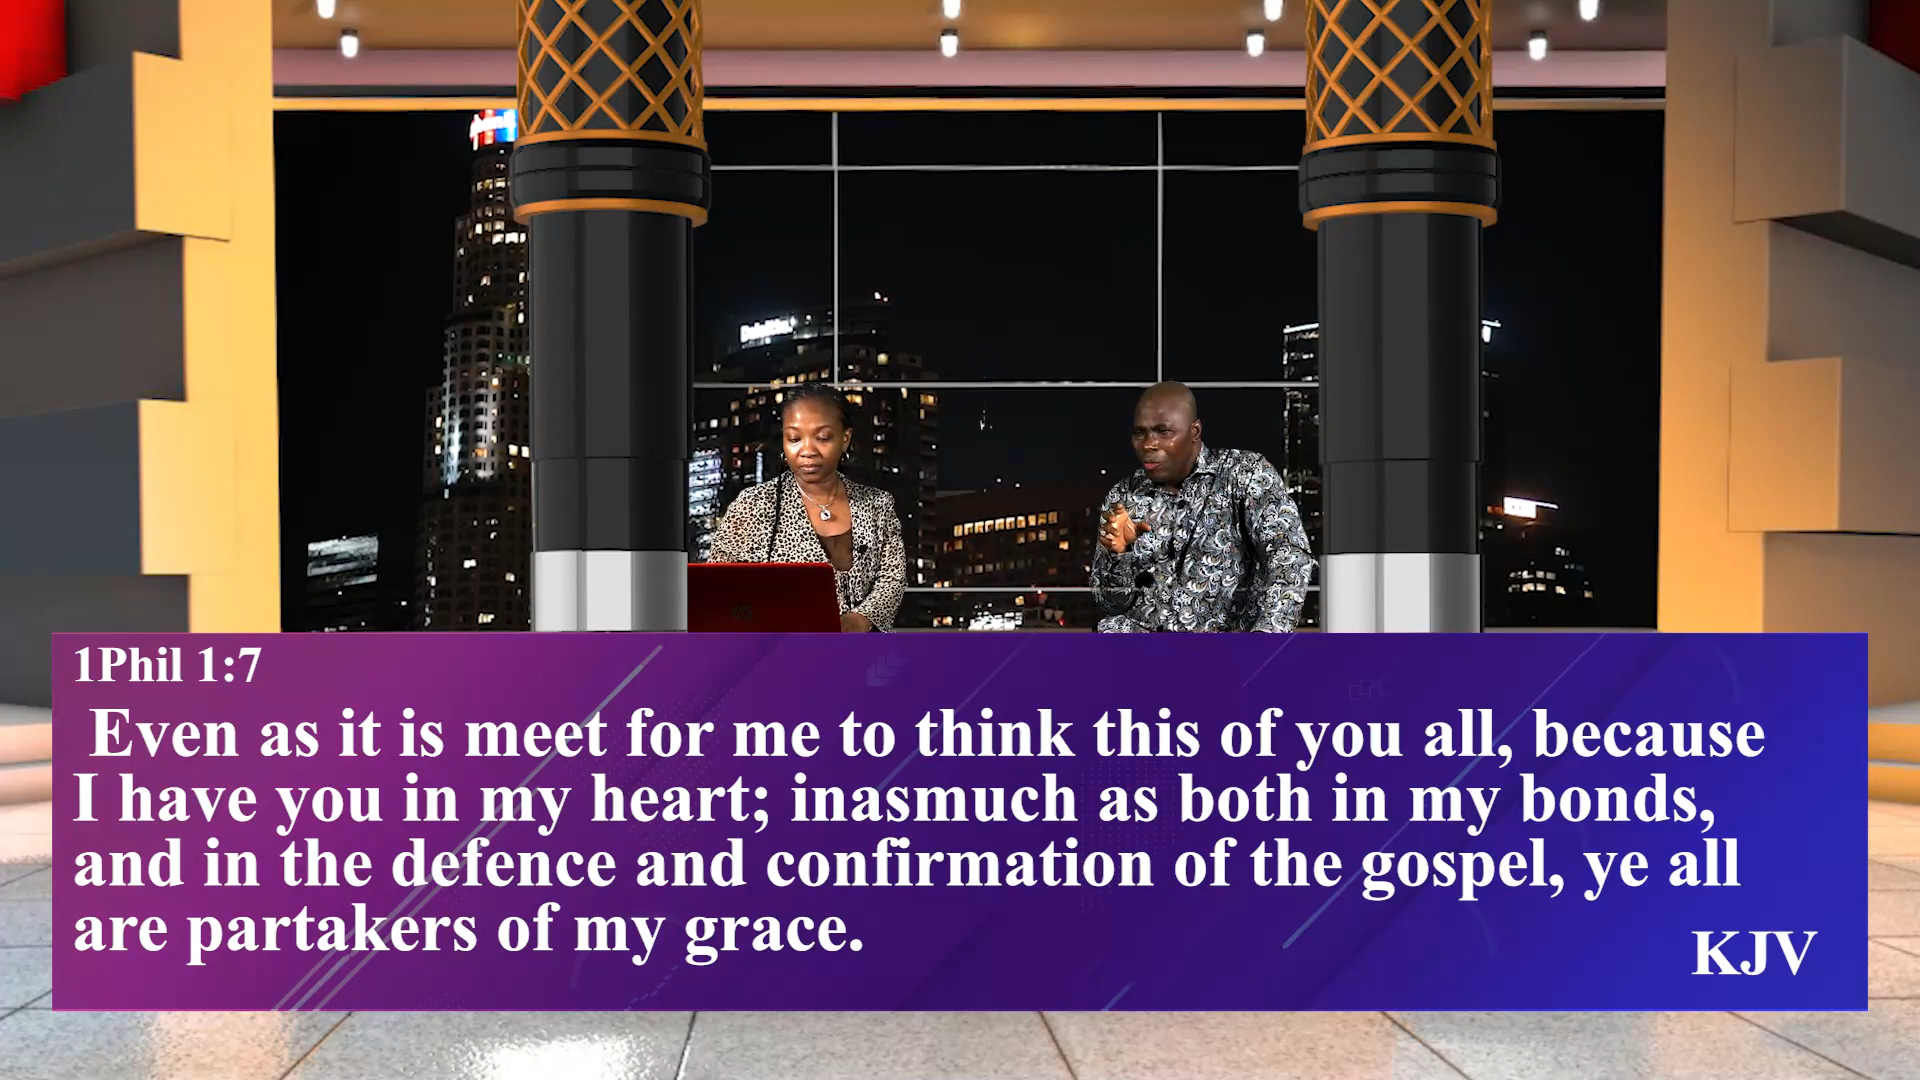 Deloitte.
1Phil 1:7
Even as it is meet for me to think this of you all, because
I have you in my heart; inasmuch as both in my bonds,
and in the defence and confirmation of the gospel, ye all
are partakers of my grace.
KJV